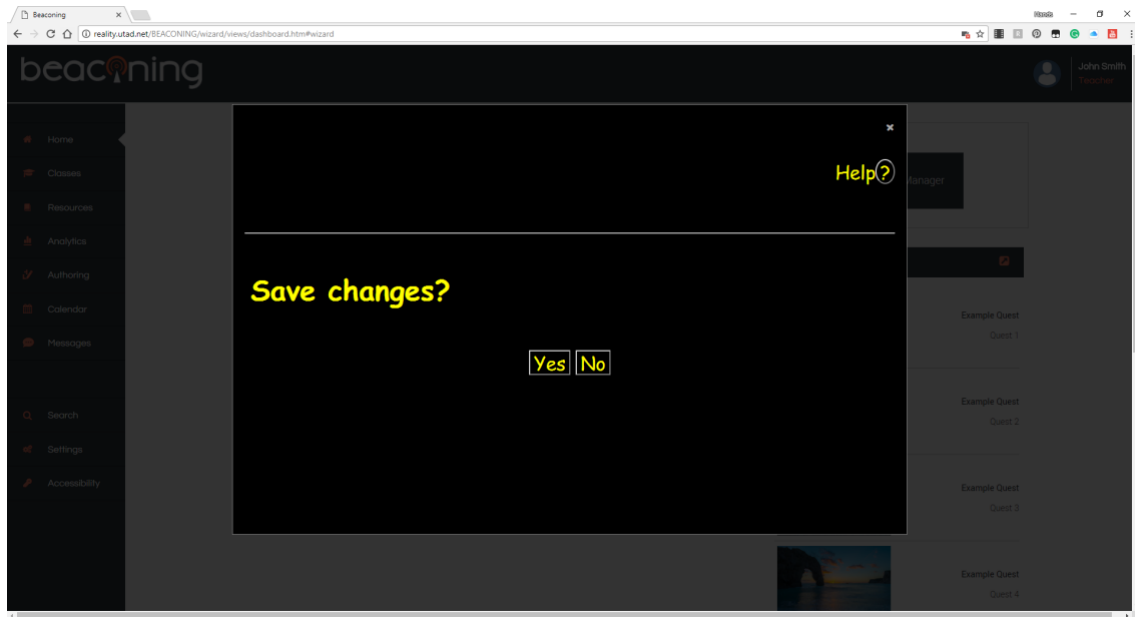 Beaconing
reality.utad.net/BEACONING/wizard/views/dashboard.htm#wizard
beaconing
John Smith
Teacher
Home
Classes
Resources
Analytics
Authoring
Calendar
Messages
Search
Settings
Accessibility
Help?
Save changes?
Yes No
Manager
Example Quest
Quest 1
Example Quest
Quest 2
Example Quest
Quest 3
Example Quest
Quest 4